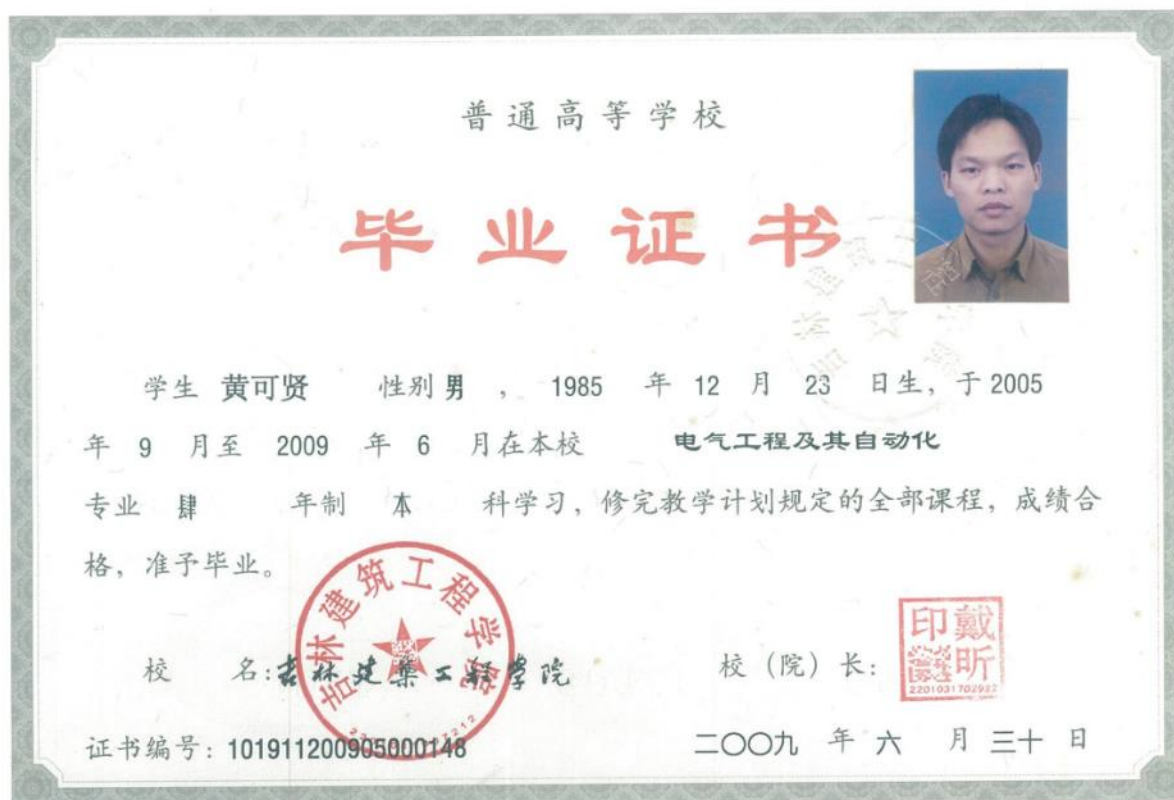 普通高等学校
毕业证书
学生 黄可贤 性别 男 , 1985 年 12 月 23 日生, 于 2005
年 9 月至 2009 年 6 月在本校 电气工程及其自动化
专业 肆 年制 本 科学习, 修完教学计划规定的全部课程, 成绩合
格, 准予毕业。
吉林建筑工程学院
校 名: 吉林建筑工程学院
校 (院) 长:
戴昕印
2201031702932
证书编号: 101911200905000148
二〇〇九 年 六 月 三十 日